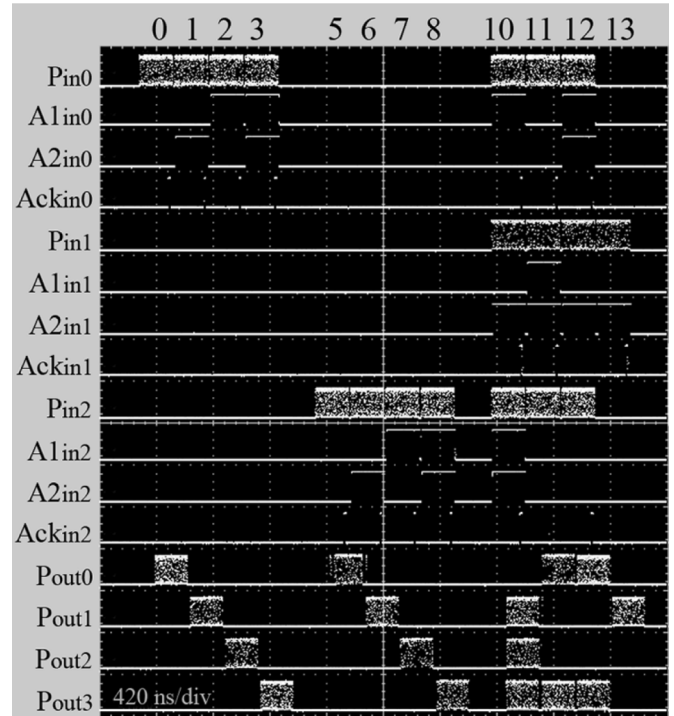 0 1 2 3 5 6 7 8 10 11 12 13
Pin0
A1in0
A2in0
Ackin0
Pin1
A1in1
A2in1
Ackin1
Pin2
A1in2
A2in2
Ackin2
Pout0
Pout1
Pout2
Pout3
420 ns/div